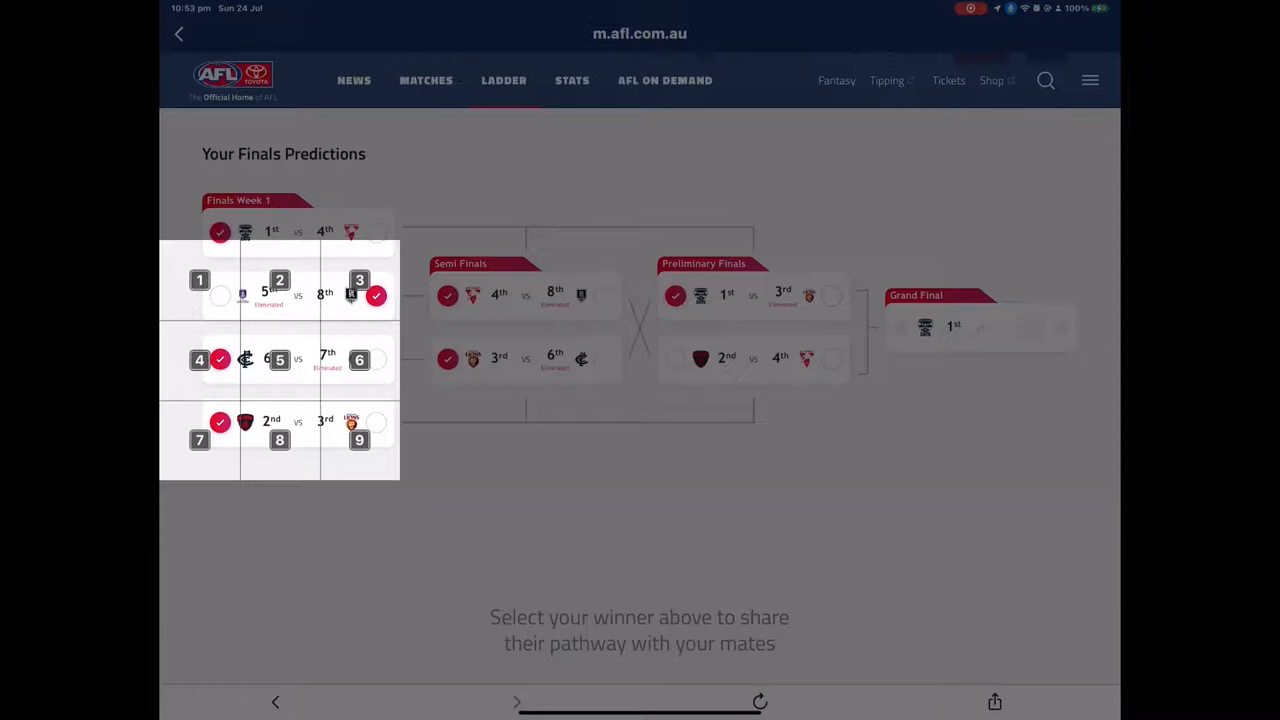 10:53 pm Sun 24 Jul 100%
m.afl.com.au
AFL TOYOTA
The Official Home of AFL
NEWS MATCHES LADDER STATS AFL ON DEMAND Fantasy Tipping Tickets Shop
Your Finals Predictions
Finals Week 1
1st vs 4th
1 2 3
5th vs 8th
Eliminated
4 5 6
6 7th
Eliminated
2nd vs 3rd
LIONS
7 8 9
Semi Finals
4th vs 8th
Eliminated
3rd vs 6th
Eliminated
Preliminary Finals
1st vs 3rd
Eliminated
2nd vs 4th
Grand Final
1st
Select your winner above to share
their pathway with your mates